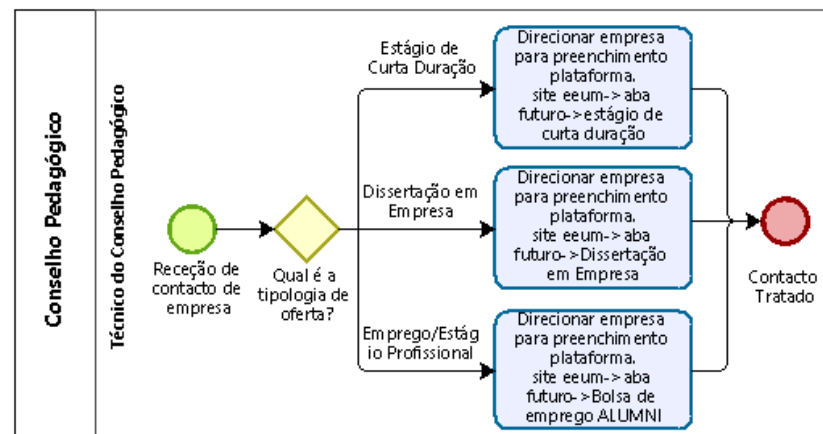 Conselho Pedagógico
Técnico do Conselho Pedagógico
Receção de
contacto de
empresa
Qual é a
tipologia de
oferta?
Estágio de
Curta Duração
Direcionar empresa
para preenchimento
plataforma.
site eeum->aba
futuro->estágio de
curta duração
Dissertação em
Empresa
Direcionar empresa
para preenchimento
plataforma.
site eeum->aba
futuro->Dissertação
em Empresa
Emprego/Estág
io Profissional
Direcionar empresa
para preenchimento
plataforma.
site eeum->aba
futuro->Bolsa de
emprego ALUMNI
Contacto
Tratado